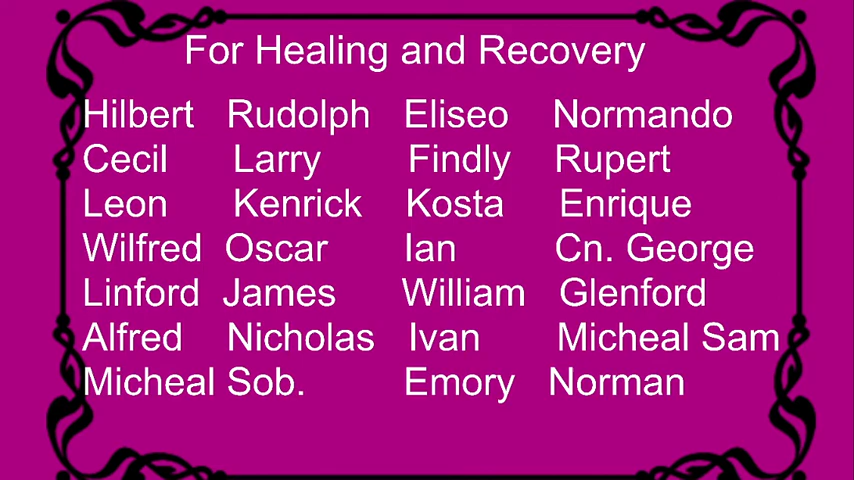 For Healing and Recovery
Hilbert Rudolph Eliseo Normando
Cecil Larry Findly Rupert
Leon Kenrick Kosta Enrique
Wilfred Oscar Ian Cn. George
Linford James William Glenford
Alfred Nicholas Ivan Micheal Sam
Micheal Sob. Emory Norman